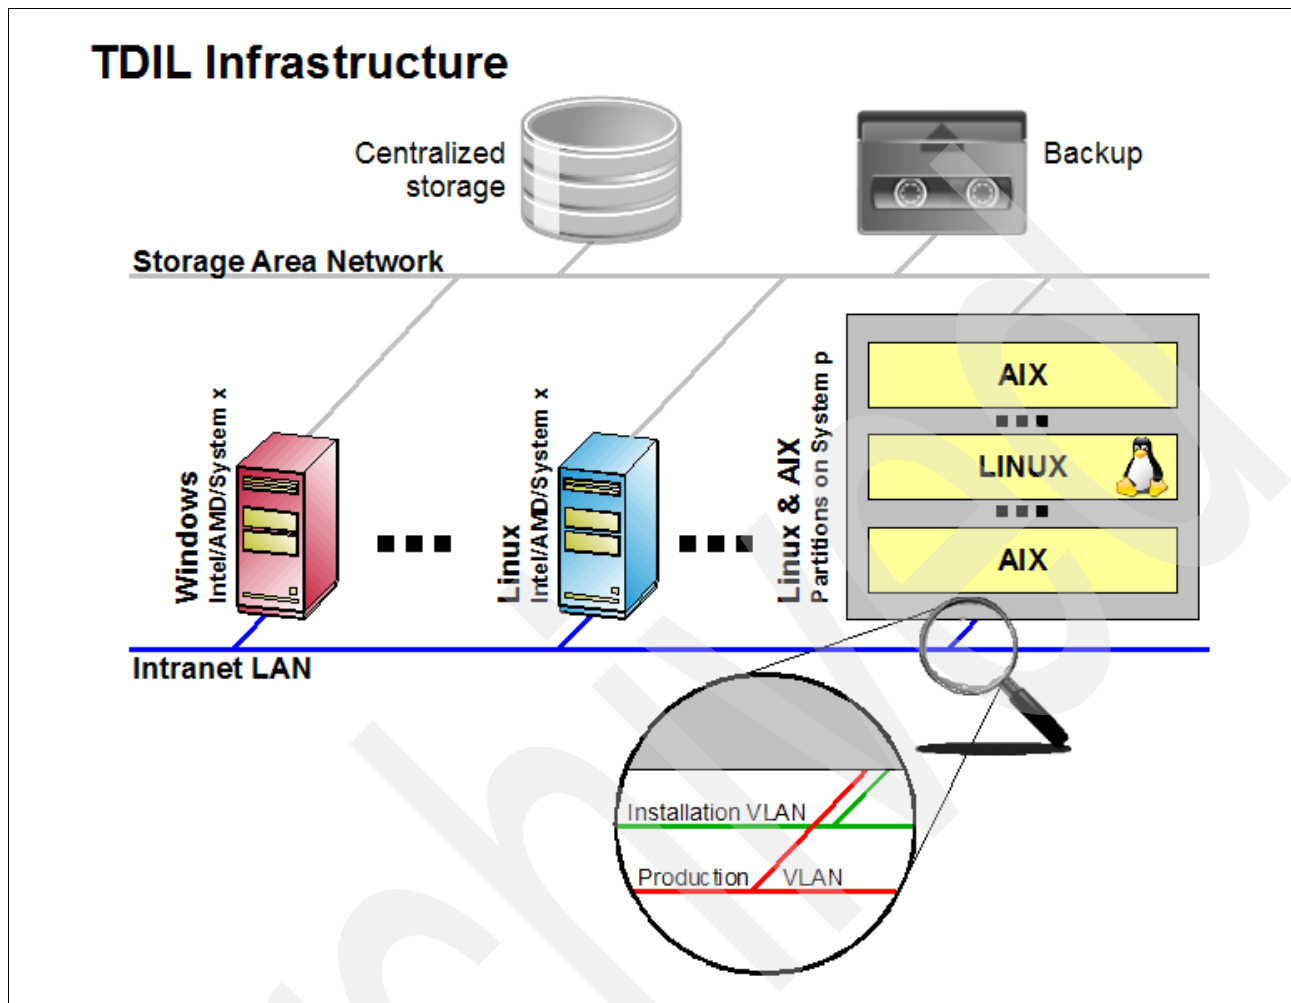 TDIL Infrastructure
Centralized
storage
Backup
Storage Area Network
Windows
Intel/AMD/System x
Linux
Intel/AMD/System x
Linux & AIX
Partitions on System p
AIX
LINUX
AIX
Intranet LAN
Installation VLAN
Production VLAN